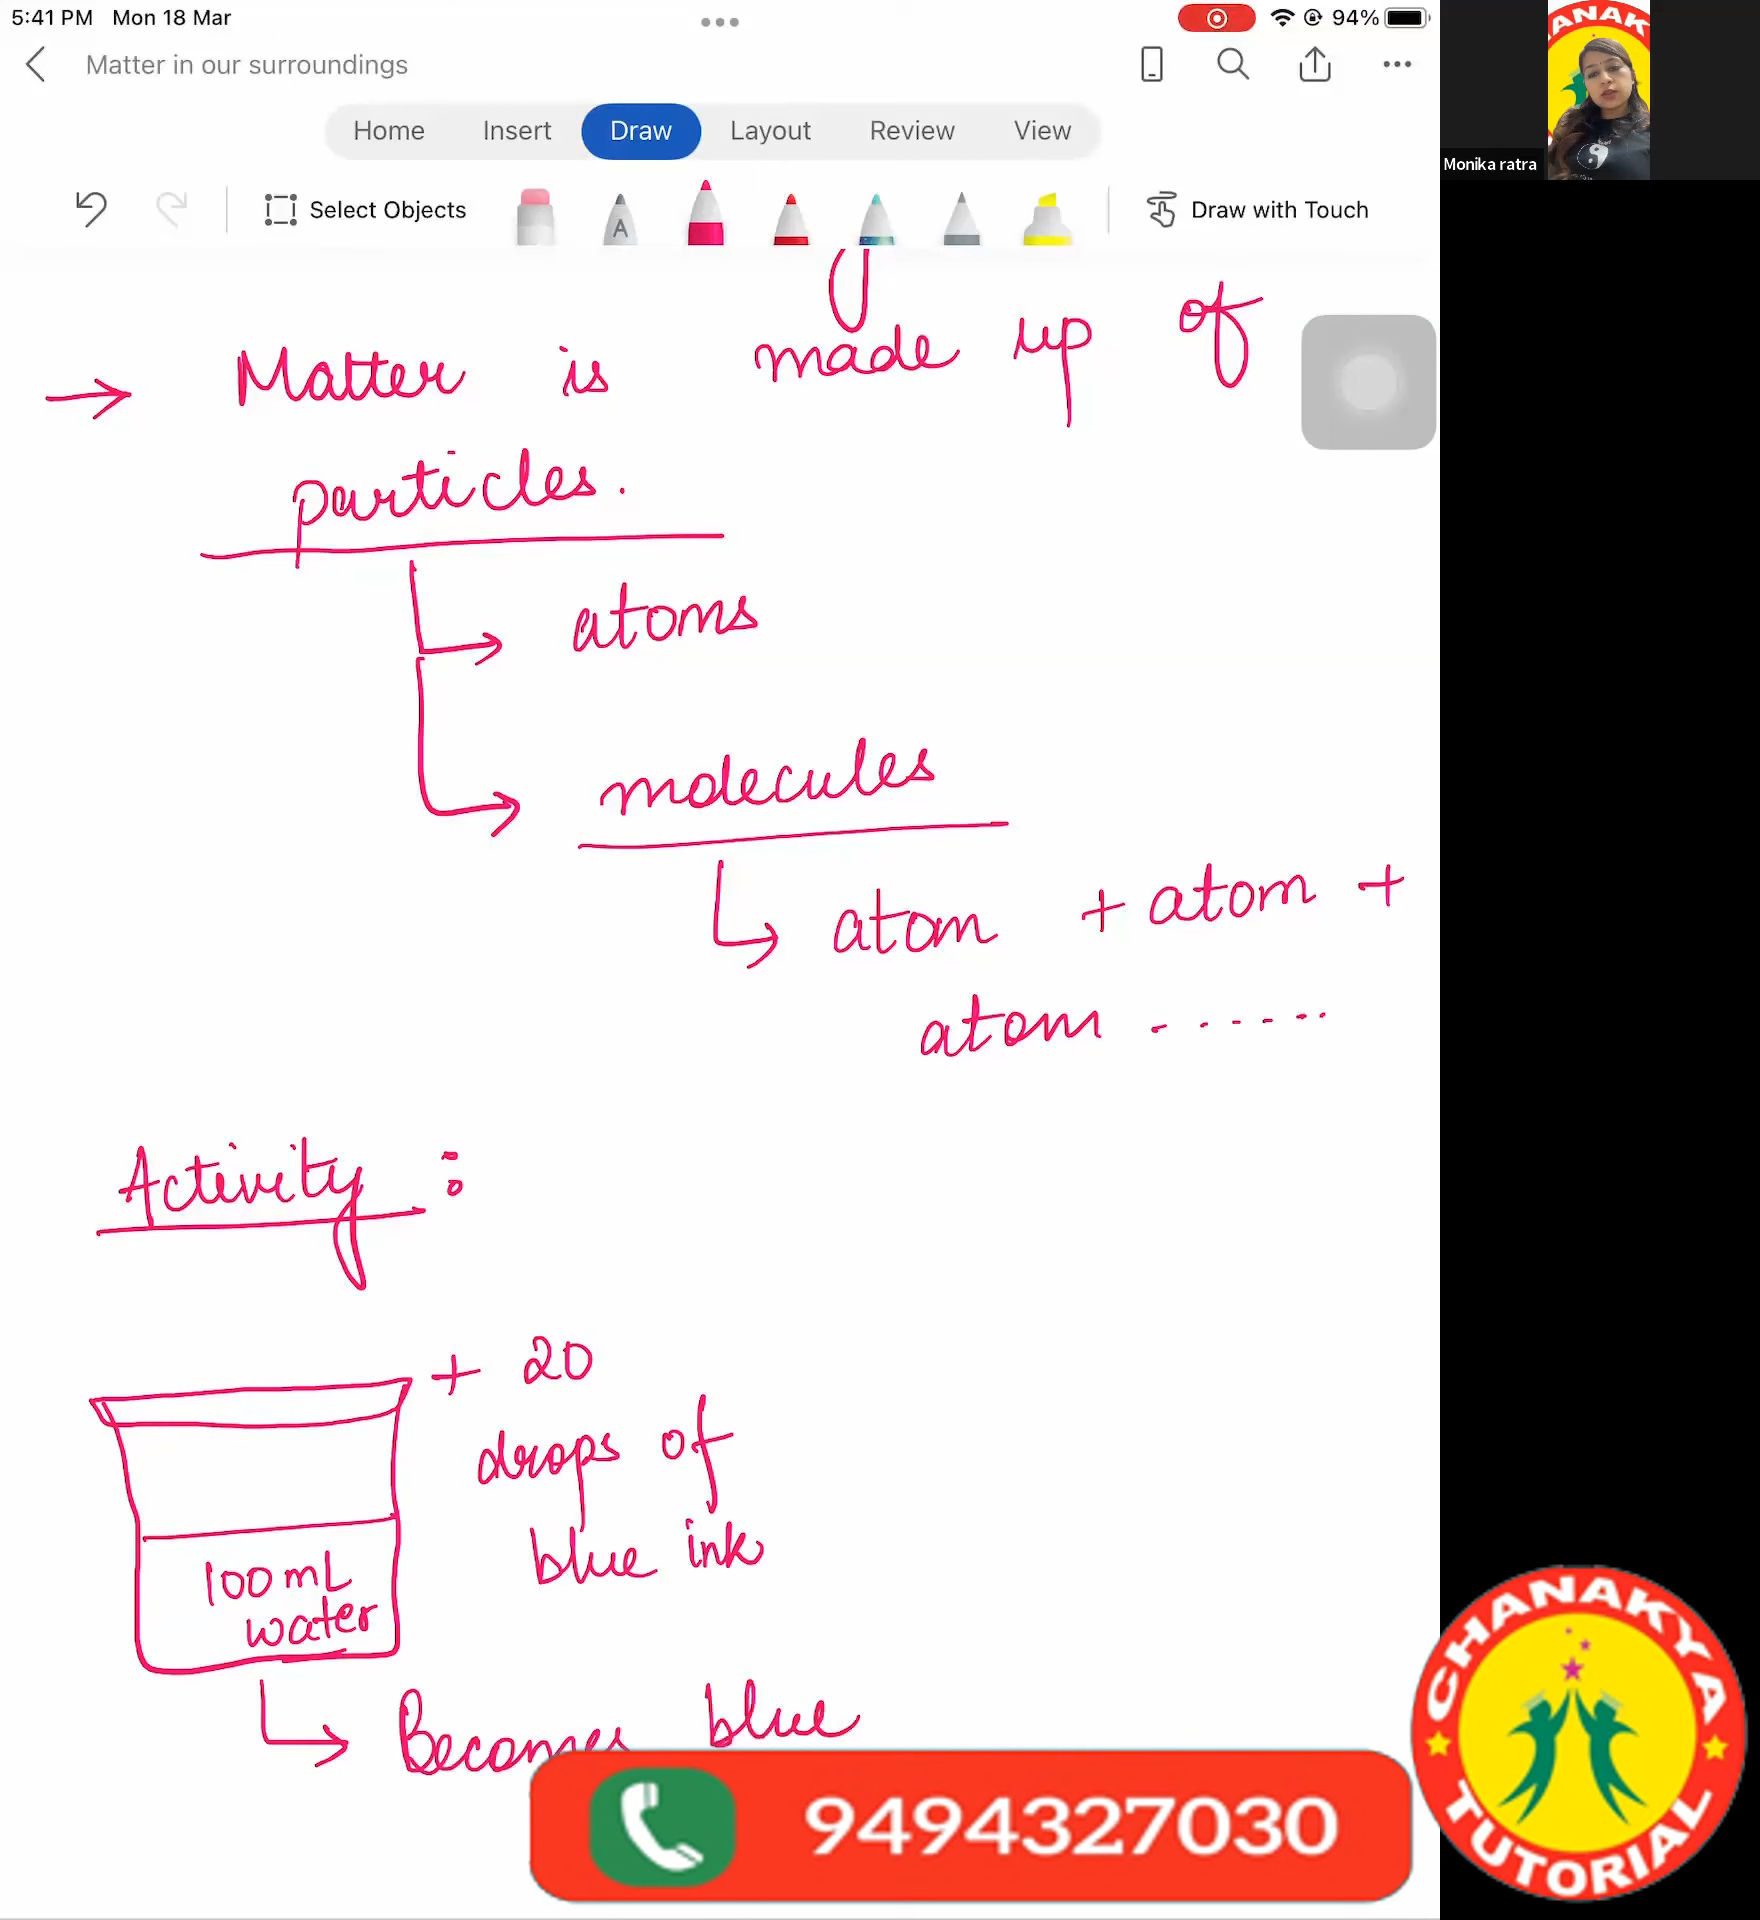 5:41 PM Mon 18 Mar
94%
Matter in our surroundings
Home Insert Draw Layout Review View
Select Objects
A
Draw with Touch
Monika ratra
ANAK
→ Matter is made up of
particles.
→ atoms
→ molecules
→ atom + atom +
atom ......
Activity :
+ 20
drops of
blue ink
100 mL
water
→ Becomes blue
9494327030
CHANAKYA
TUTORIAL